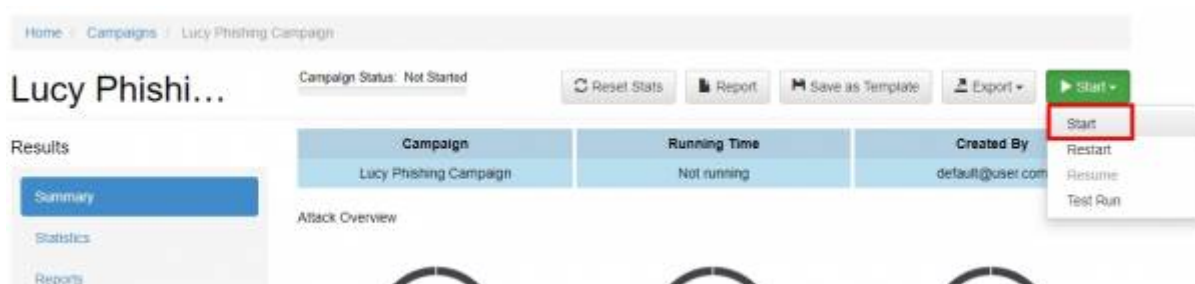 Home / Campaigns / Lucy Phishing Campaign
Lucy Phishi...
Campaign Status: Not Started
Reset Stats
Report
Save as Template
Export
Start
Start
Restart
Resume
Test Run
Results
Summary
Statistics
Reports
Campaign Running Time Created By
Lucy Phishing Campaign Not running default@user.com
Attack Overview